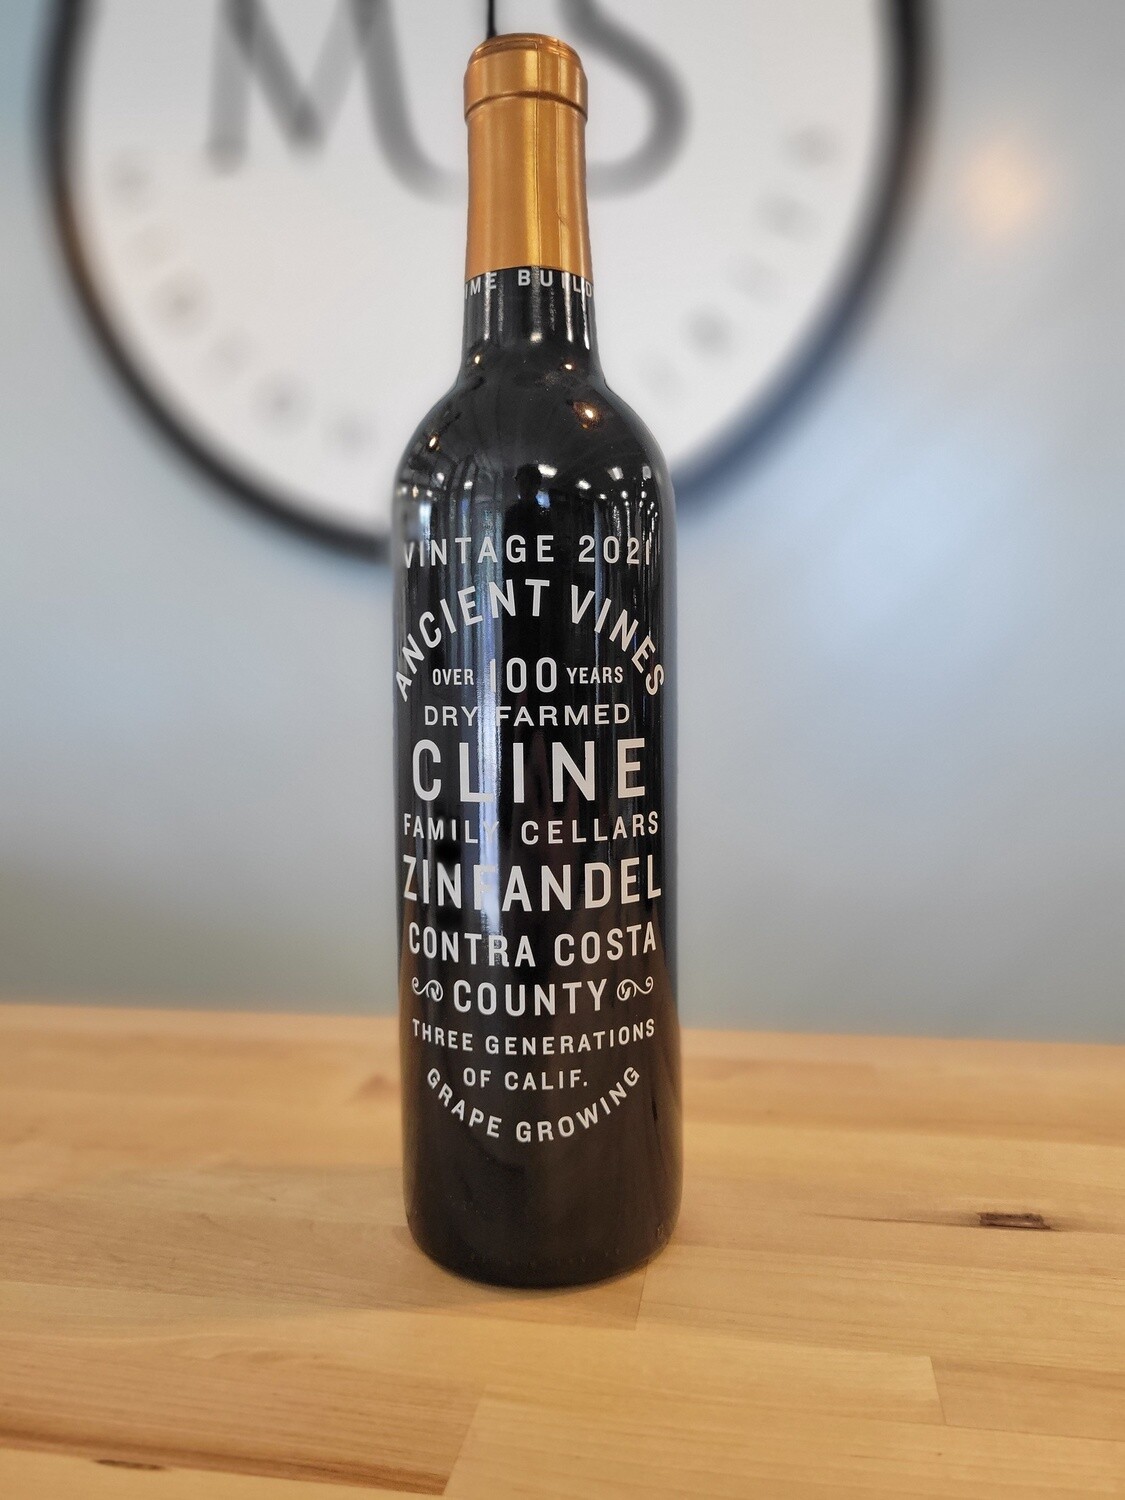 M S
BUILD
VINTAGE 2021
ANCIENT VINES
OVER 100 YEARS
DRY FARMED
CLINE
FAMILY CELLARS
ZINFANDEL
CONTRA COSTA
COUNTY
THREE GENERATIONS
OF CALIF.
GRAPE GROWING